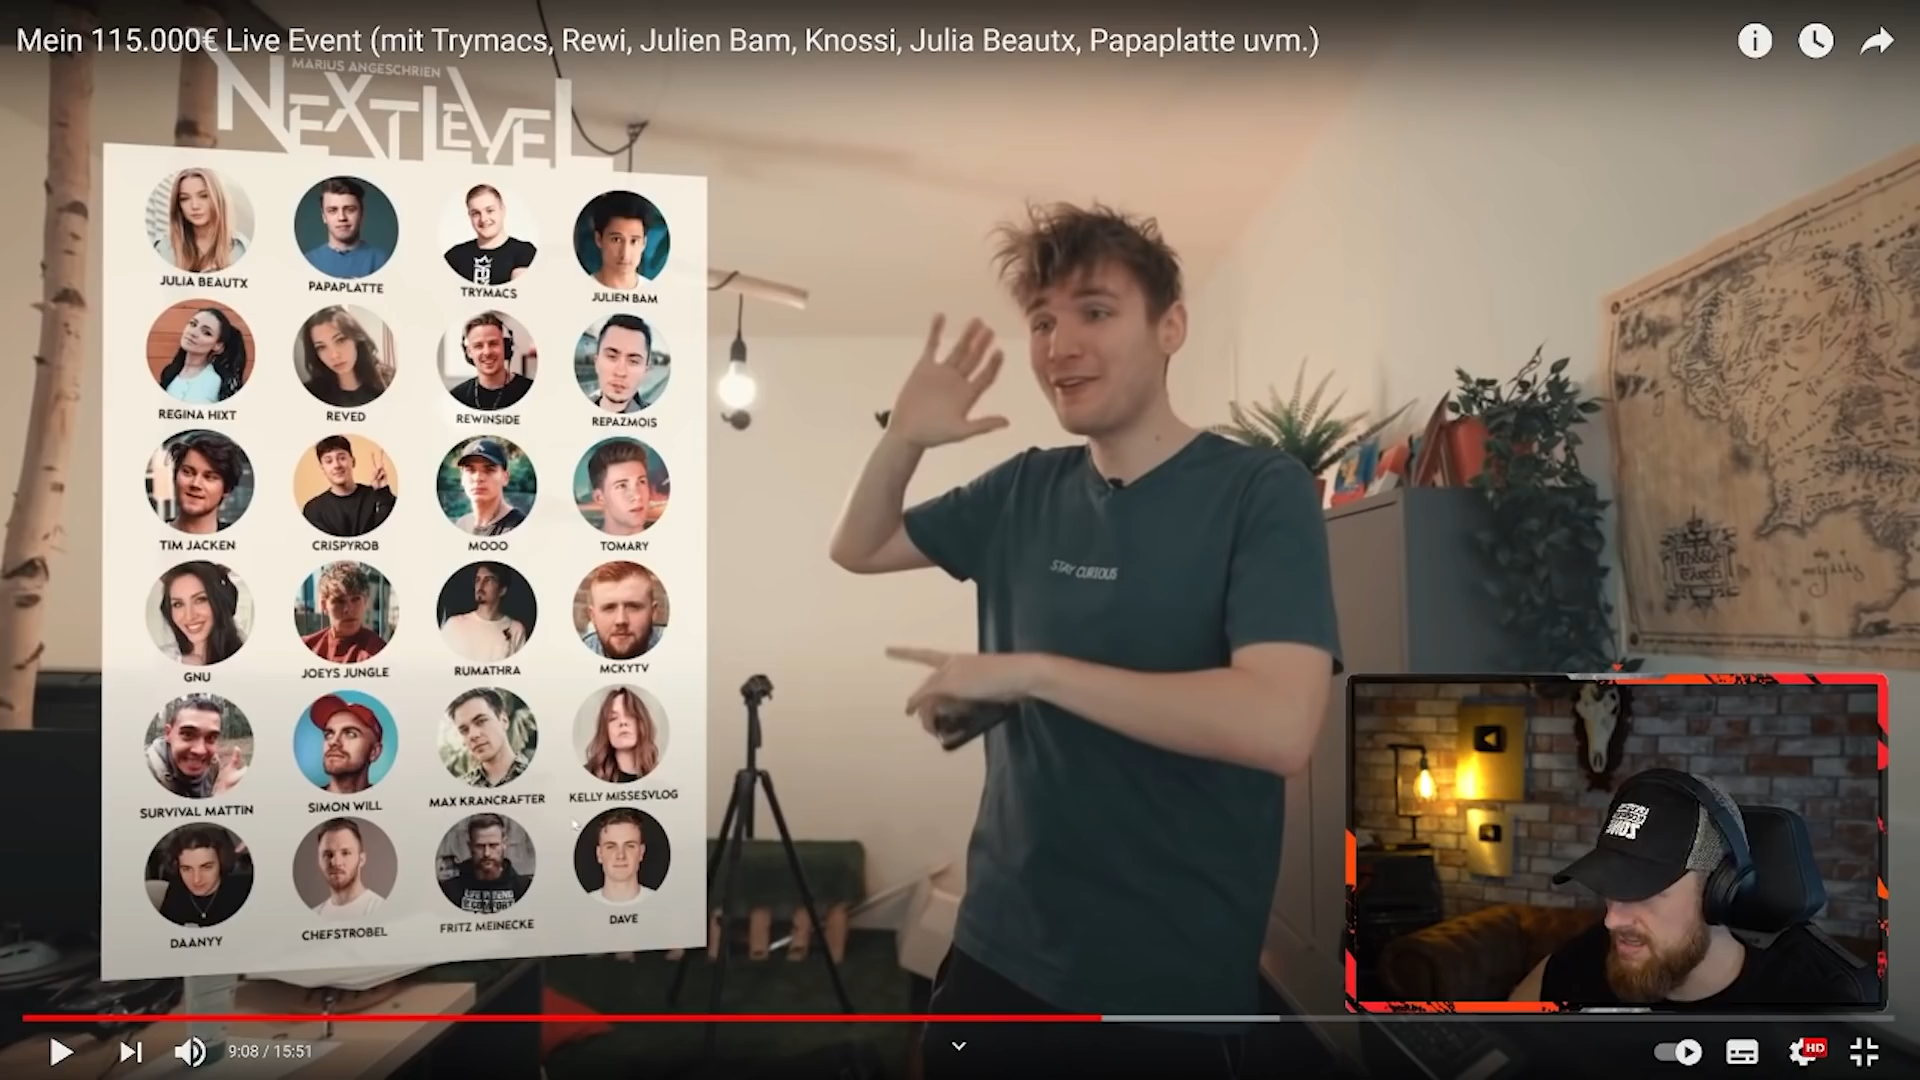 Mein 115.000€ Live Event (mit Trymacs, Rewi, Julien Bam, Knossi, Julia Beautx, Papaplatte uvm.)
MARIUS ANGESCHRIEN
NEXTLEVEL
JULIA BEAUTX
PAPAPLATTE
TRYMACS
JULIEN BAM
REGINA HIXT
REVED
REWINSIDE
REPAZMOIS
TIM JACKEN
CRISPYROB
MOOO
TOMARY
GNU
JOEYS JUNGLE
RUMATHRA
MCKYTV
SURVIVAL MATTIN
SIMON WILL
MAX KRANCRAFTER
KELLY MISSESVLOG
DAANYY
CHEFSTROBEL
FRITZ MEINECKE
DAVE
STAY CURIOUS
9:08 / 15:51
HD